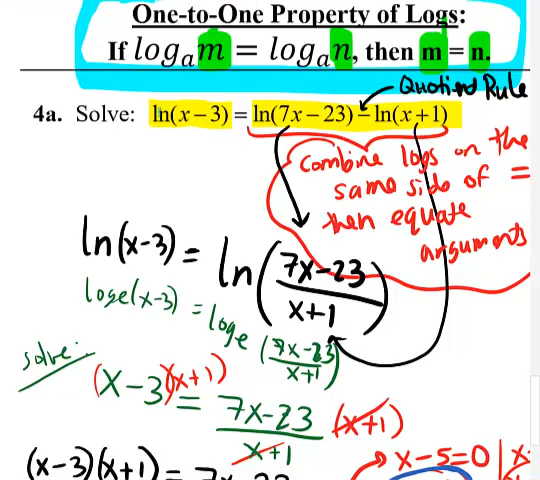 One-to-One Property of Logs:
If logₐm = logₐn, then m = n.
Quotient Rule
4a. Solve: ln(x − 3) = ln(7x − 23) − ln(x + 1)
Combine logs on the
same side of =
then equate
arguments
ln(x-3) = ln((7x-23)/(x+1))
loge(x-3) = loge((7x-23)/(x+1))
solve:
(x-3)(x+1) = (7x-23)/(x+1) (x+1)
(x-3)(x+1) =
x-5=0 | x-